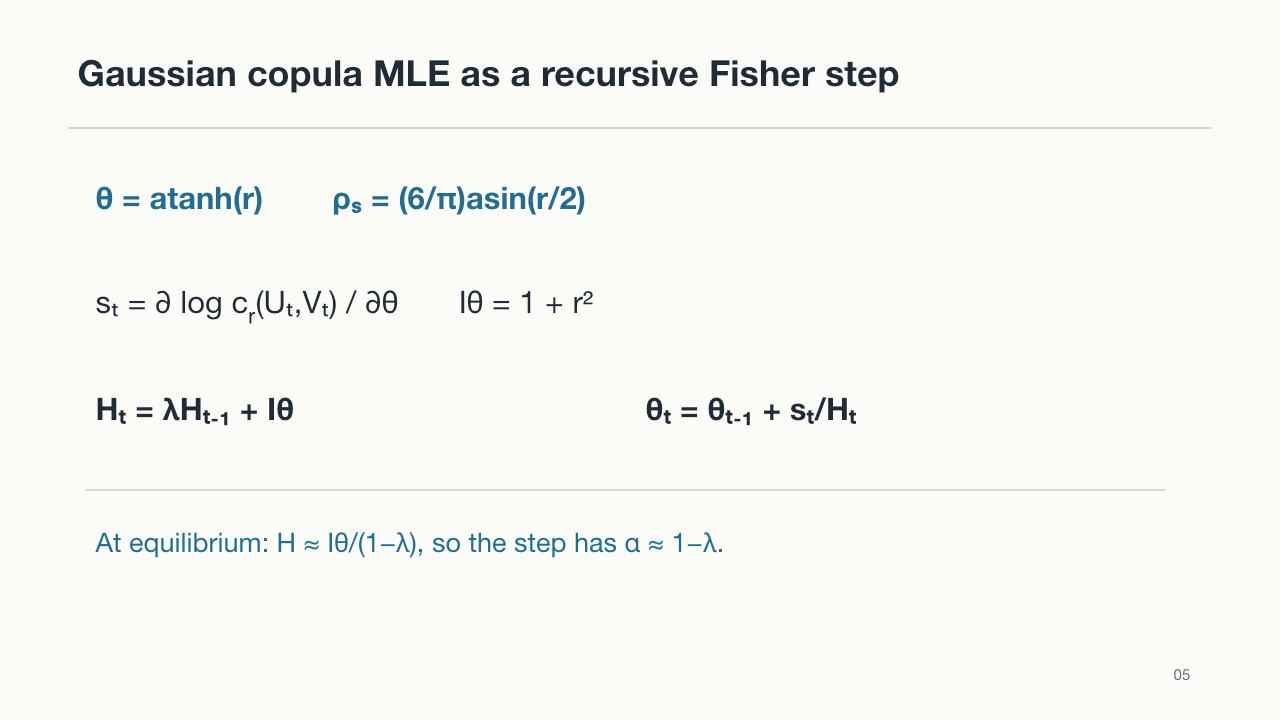 Gaussian copula MLE as a recursive Fisher step
θ = atanh(r) ρₛ = (6/π)asin(r/2)
sₜ = ∂ log cᵣ(Uₜ,Vₜ) / ∂θ Iθ = 1 + r²
Hₜ = λHₜ₋₁ + Iθ θₜ = θₜ₋₁ + sₜ/Hₜ
At equilibrium: H ≈ Iθ/(1−λ), so the step has α ≈ 1−λ.
05